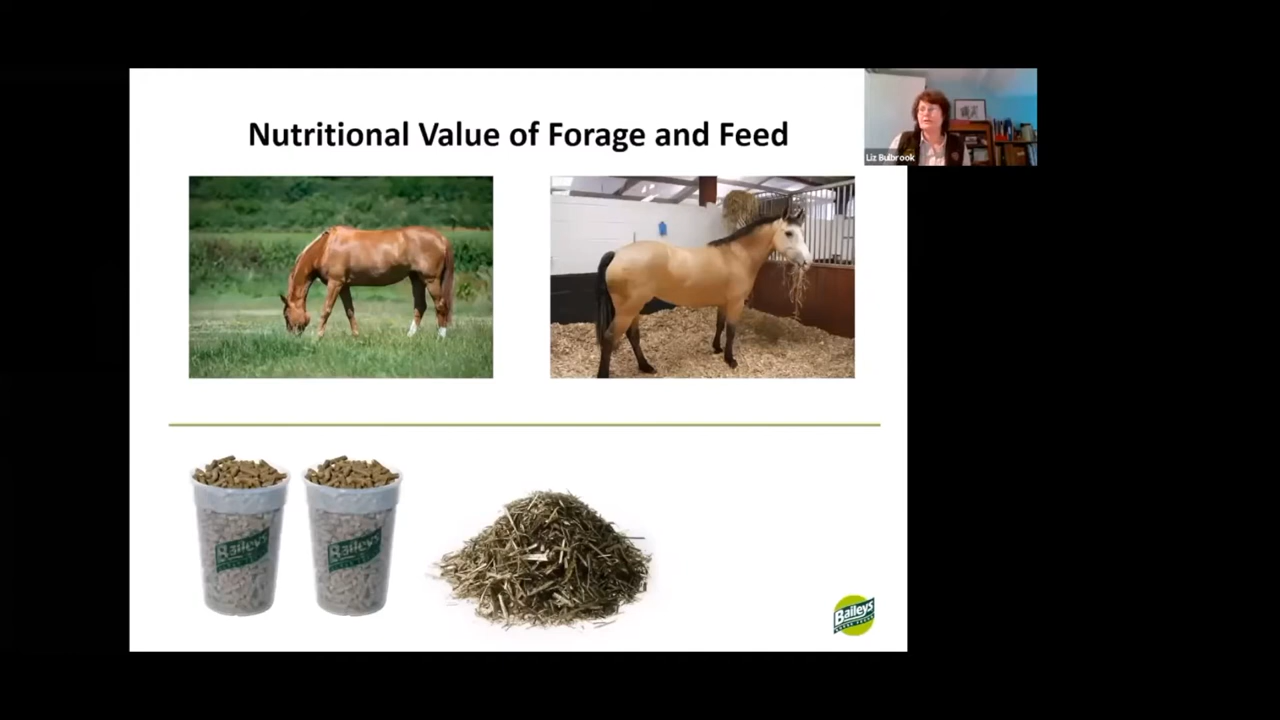 Nutritional Value of Forage and Feed
Liz Bulbrook
Baileys
Baileys
Baileys